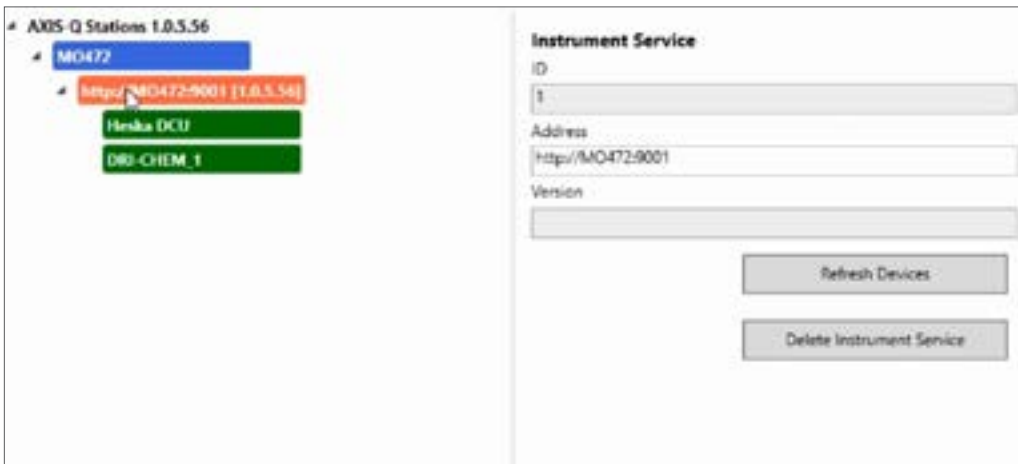 AXIS-Q Stations 1.0.5.56
MO472
http://MO472:9001 [1.0.5.56]
Heska DCU
DRI-CHEM_1
Instrument Service
ID
1
Address
http://MO472:9001
Version
Refresh Devices
Delete Instrument Service